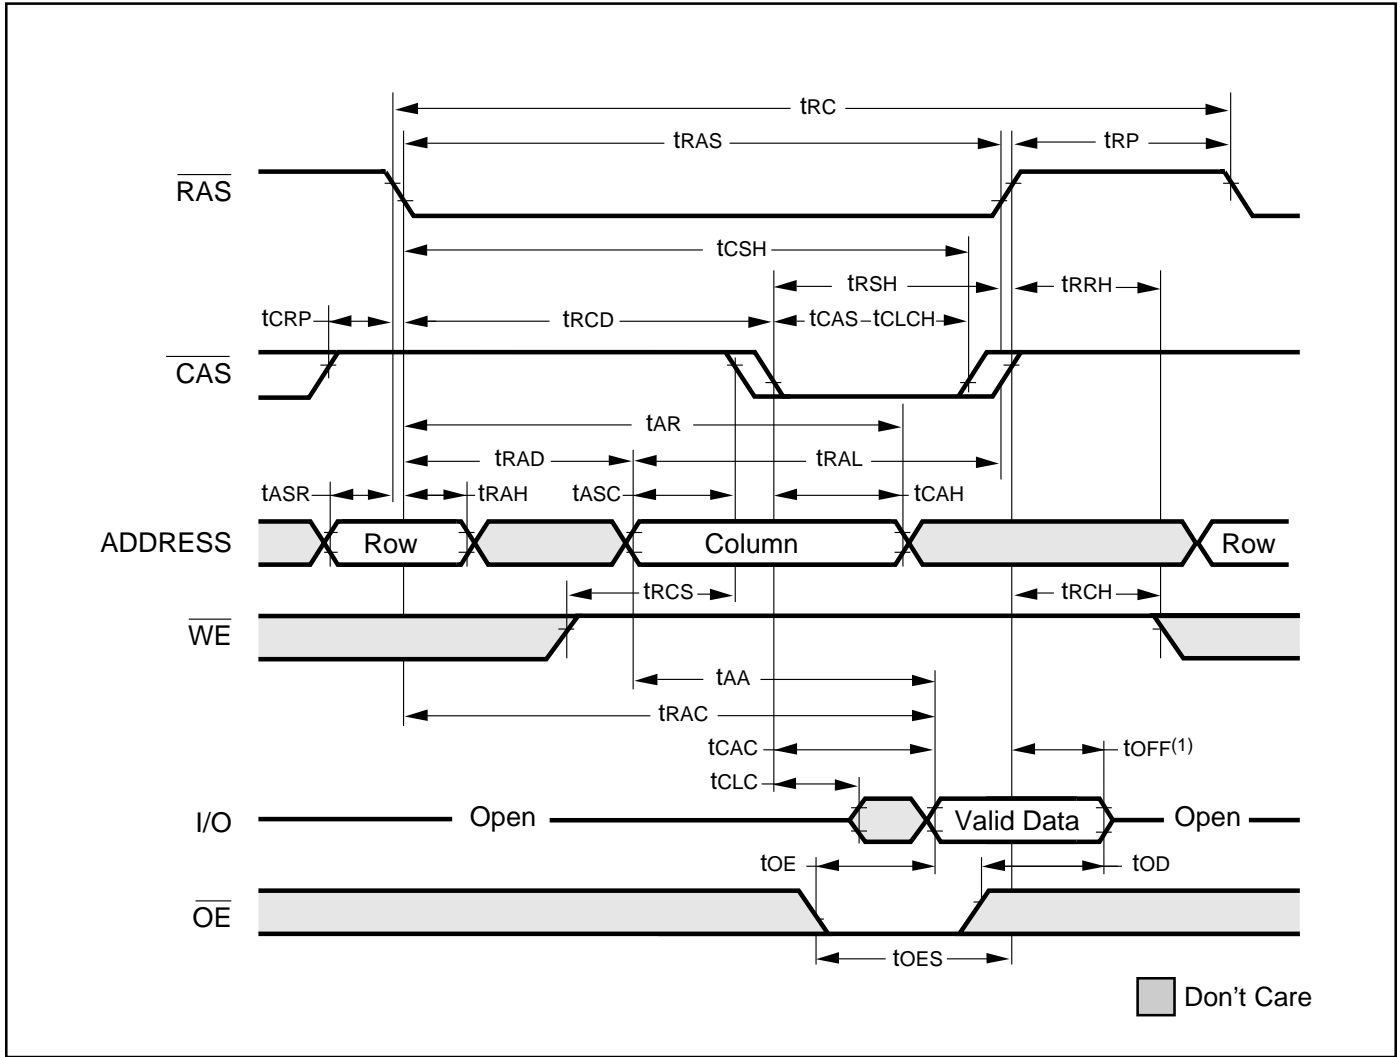 tRC
tRAS tRP
RAS
tCSH
tRSH tRRH
tCRP tRCD tCAS tCLCH
CAS
tAR
tRAD tRAL
tASR tRAH tASC tCAH
ADDRESS Row Column Row
tRCS tRCH
WE
tAA
tRAC
tCAC tOFF(1)
tCLC
I/O Open Valid Data Open
tOE tOD
OE
tOES
Don't Care